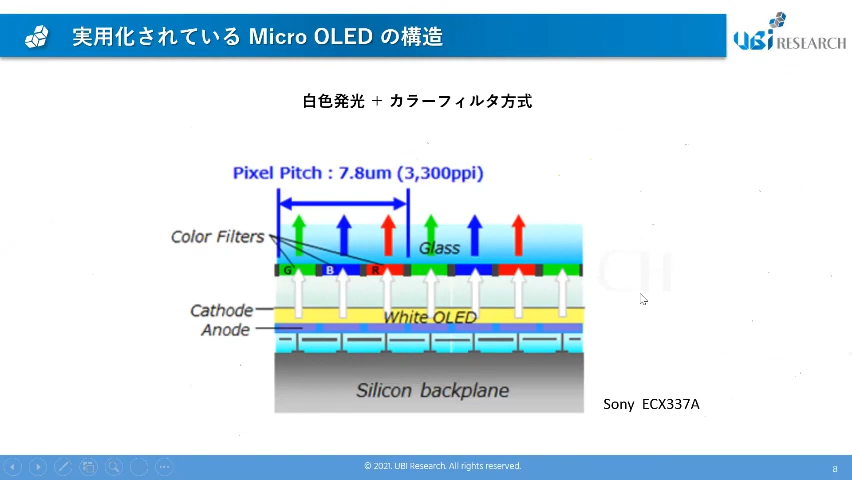 実用化されている Micro OLED の構造
UBI RESEARCH
白色発光 + カラーフィルタ方式
Pixel Pitch : 7.8um (3,300ppi)
Color Filters
Glass
G B R
Cathode
White OLED
Anode
Silicon backplane
Sony ECX337A
© 2021. UBI Research. All rights reserved.
8